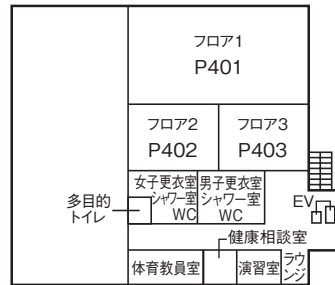 フロア1
P401
フロア2
P402
フロア3
P403
女子更衣室
シャワー室
WC
男子更衣室
シャワー室
WC
多目的
トイレ
EV
健康相談室
体育教員室
演習室
ラウ
ンジ